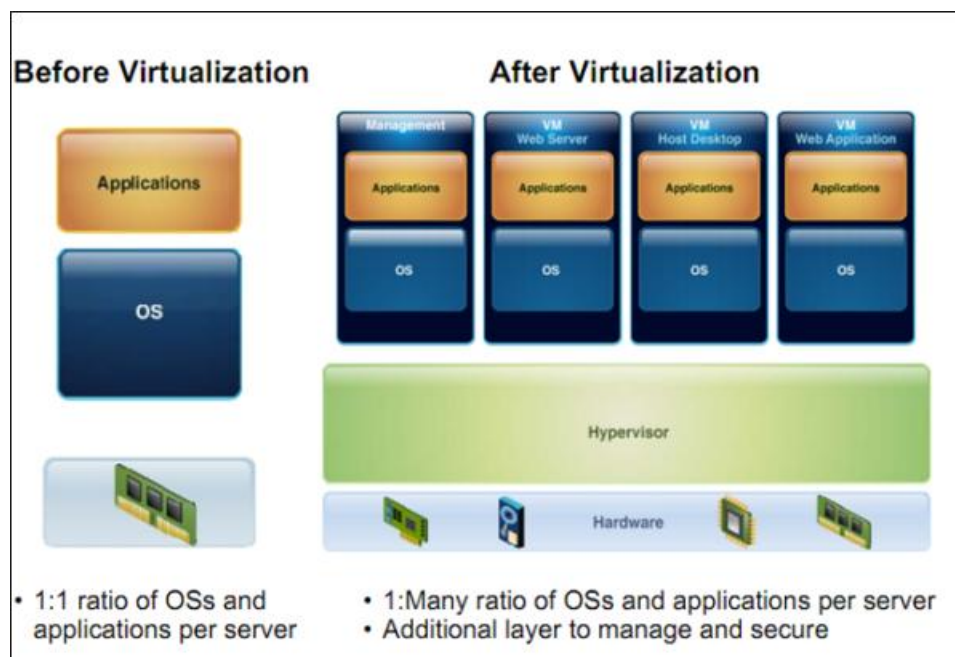 Before Virtualization
After Virtualization
Applications
OS
Management
Applications
OS
VM
Web Server
Applications
OS
VM
Host Desktop
Applications
OS
VM
Web Application
Applications
OS
Hypervisor
Hardware
• 1:1 ratio of OSs and
applications per server
• 1:Many ratio of OSs and applications per server
• Additional layer to manage and secure